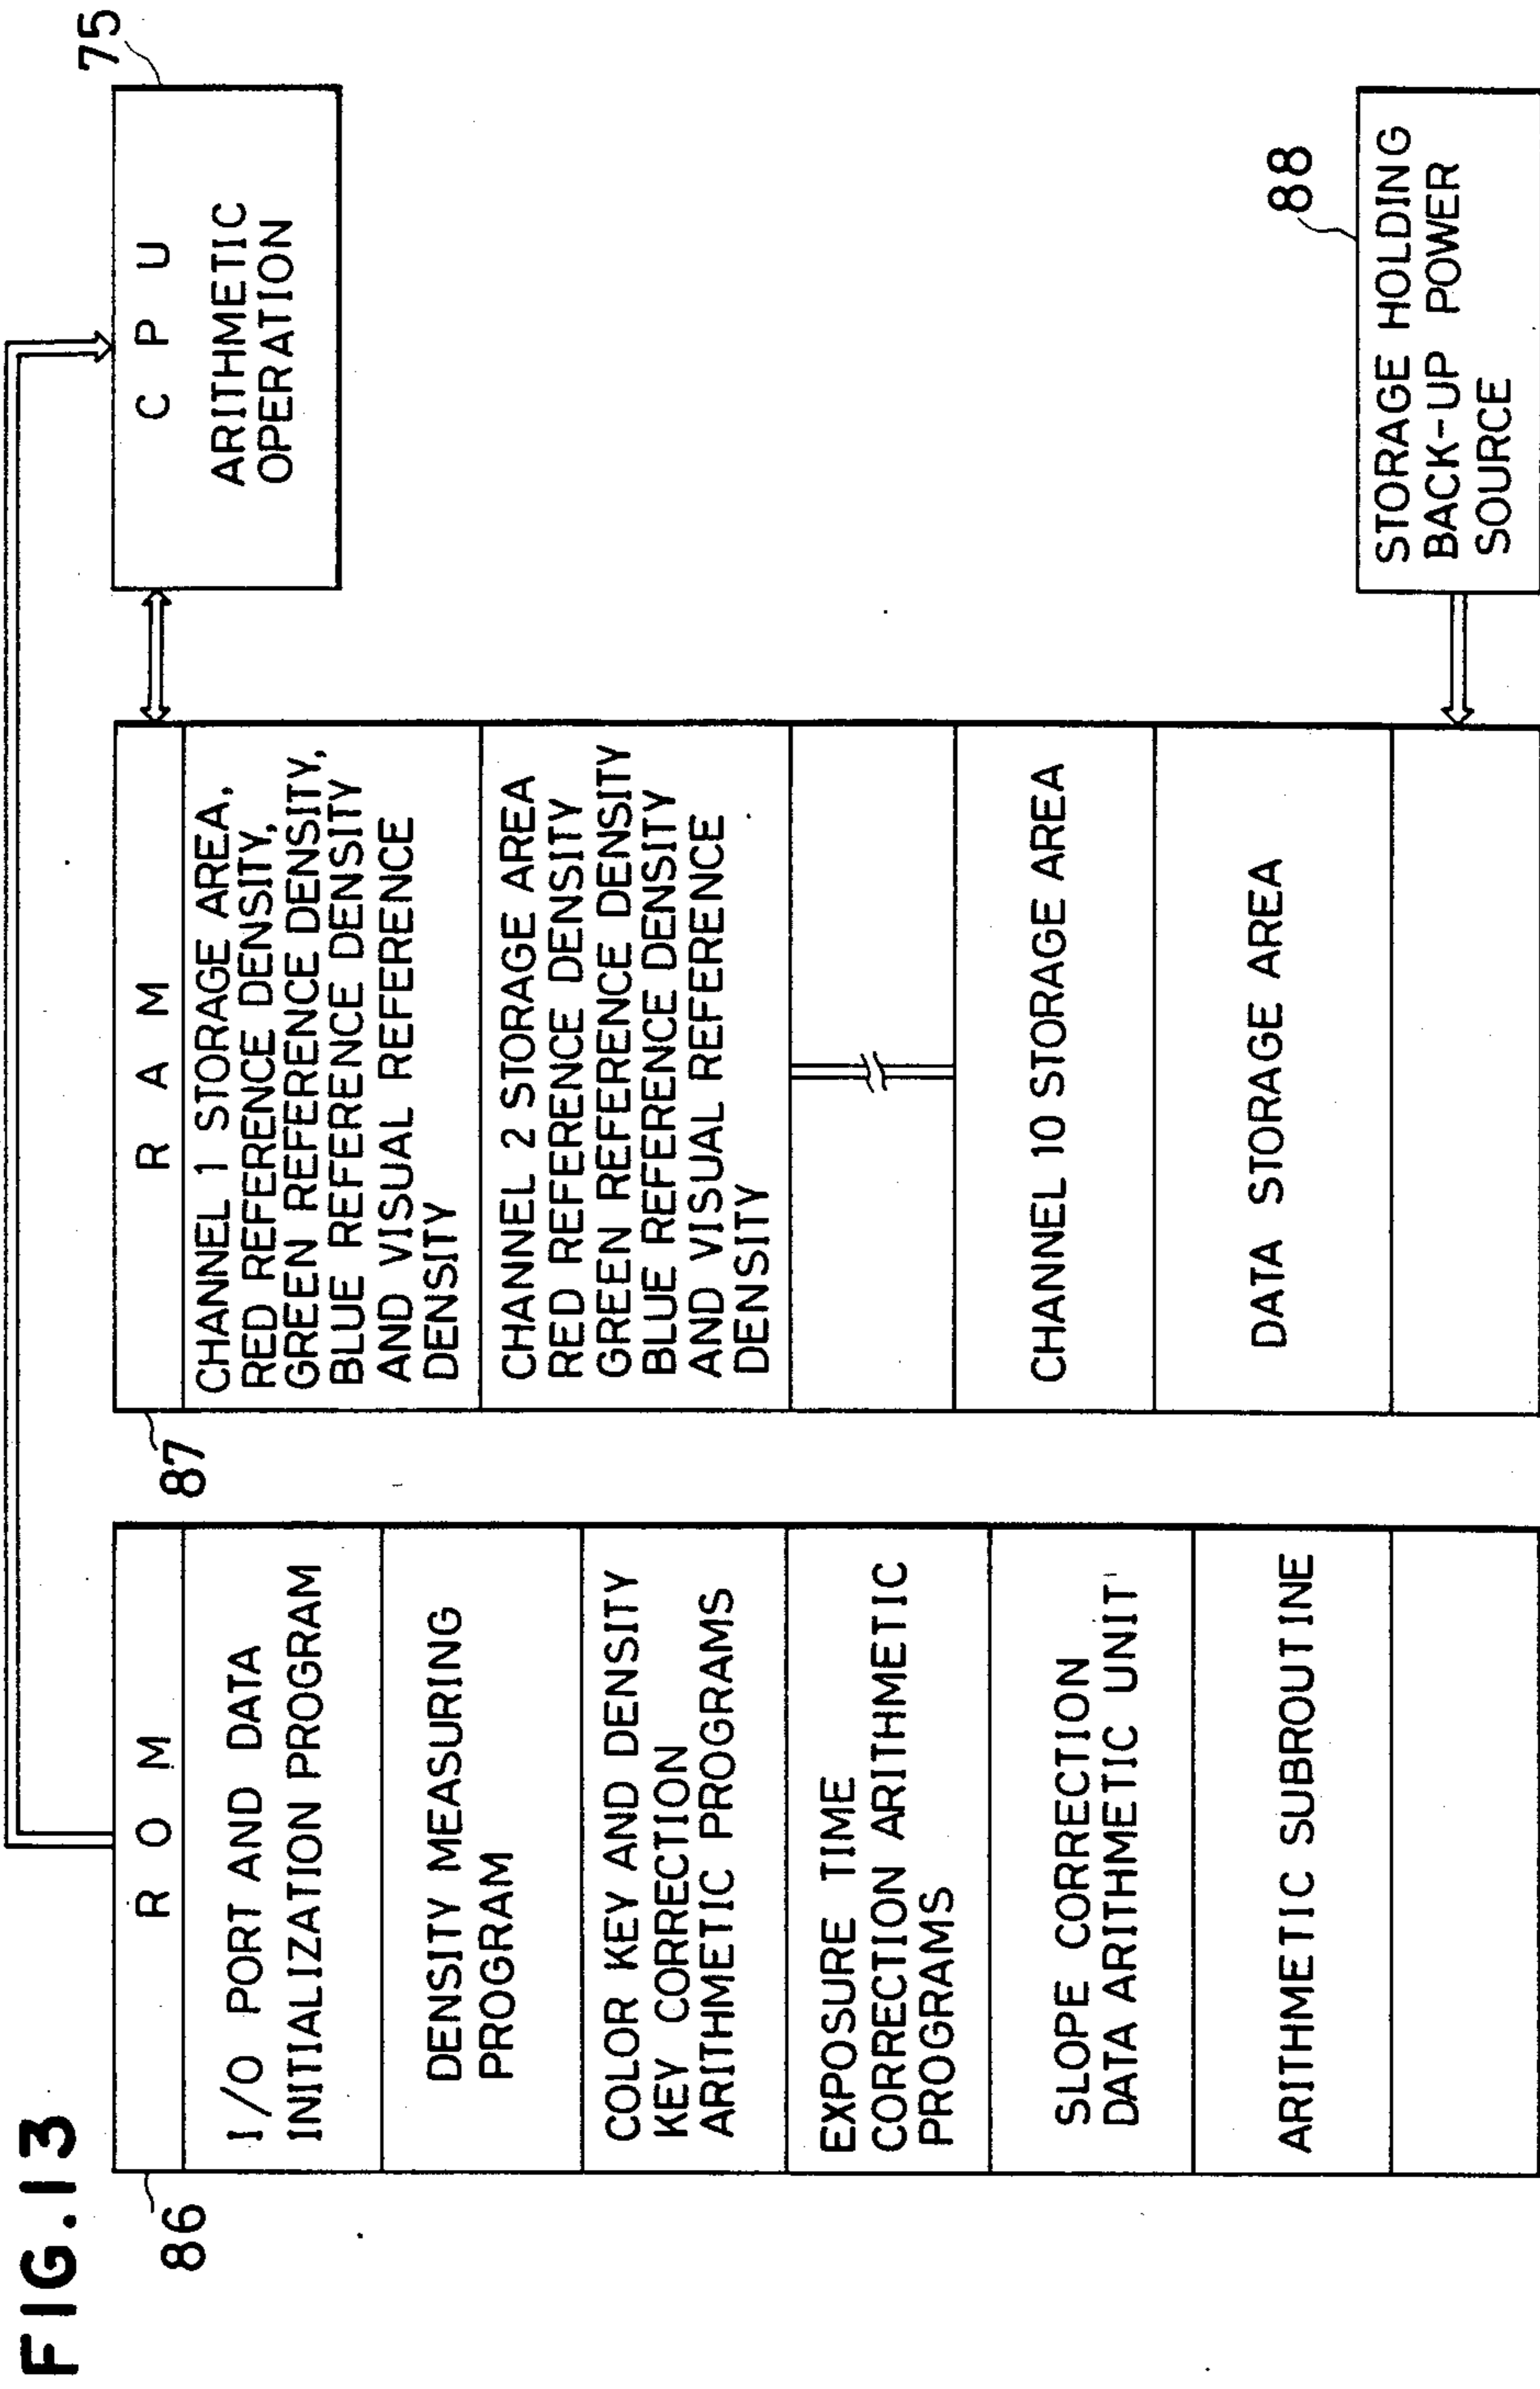 FIG.13
86
R O M
I/O PORT AND DATA
INITIALIZATION PROGRAM
DENSITY MEASURING
PROGRAM
COLOR KEY AND DENSITY
KEY CORRECTION
ARITHMETIC PROGRAMS
EXPOSURE TIME
CORRECTION ARITHMETIC
PROGRAMS
SLOPE CORRECTION
DATA ARITHMETIC UNIT
ARITHMETIC SUBROUTINE
87
R A M
CHANNEL 1 STORAGE AREA,
RED REFERENCE DENSITY,
GREEN REFERENCE DENSITY,
BLUE REFERENCE DENSITY
AND VISUAL REFERENCE
DENSITY
CHANNEL 2 STORAGE AREA
RED REFERENCE DENSITY
GREEN REFERENCE DENSITY
BLUE REFERENCE DENSITY
AND VISUAL REFERENCE
DENSITY
CHANNEL 10 STORAGE AREA
DATA STORAGE AREA
75
C P U
ARITHMETIC
OPERATION
88
STORAGE HOLDING
BACK-UP POWER
SOURCE